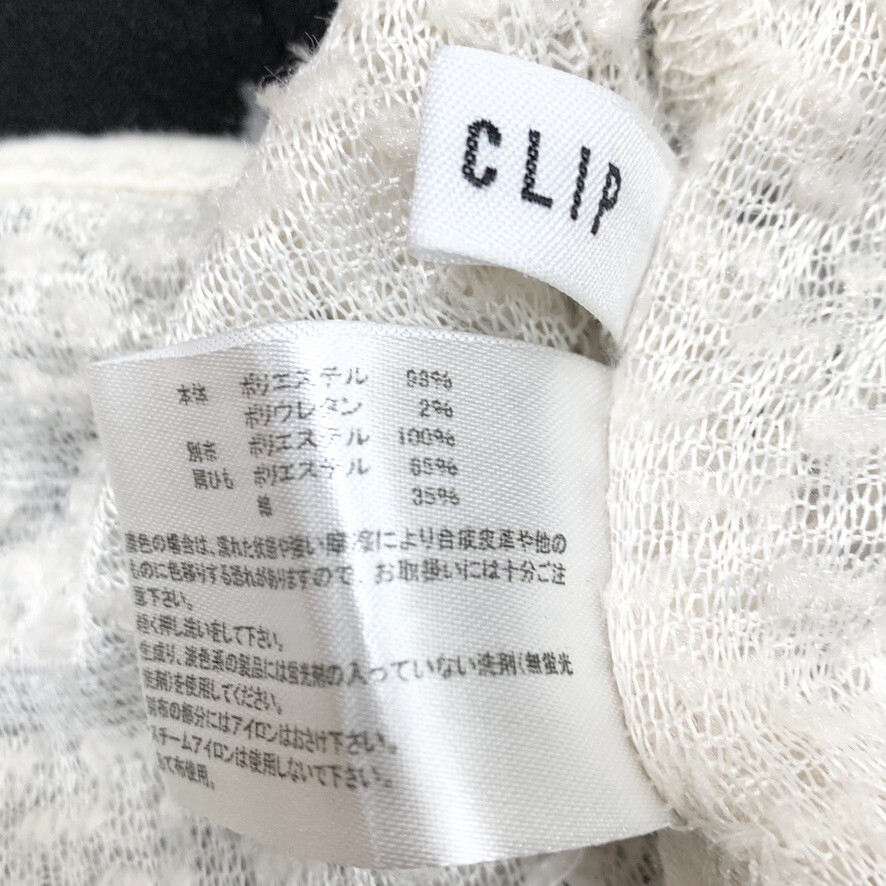 CLIP
本体 ポリエステル 98%
ポリウレタン 2%
別布 ポリエステル 100%
肩ひも ポリエステル 65%
綿 35%
濃色の場合は、濡れた状態や強い摩擦により合成皮革や他の
ものに色移りする恐れがありますので、お取扱いには十分ご注
意下さい。
軽く押し洗いをして下さい。
生成り、淡色系の製品には蛍光剤の入っていない洗剤(無蛍光
洗剤)を使用してください。
別布の部分にはアイロンはおさけ下さい。
スチームアイロンは使用しないで下さい。
あて布使用。